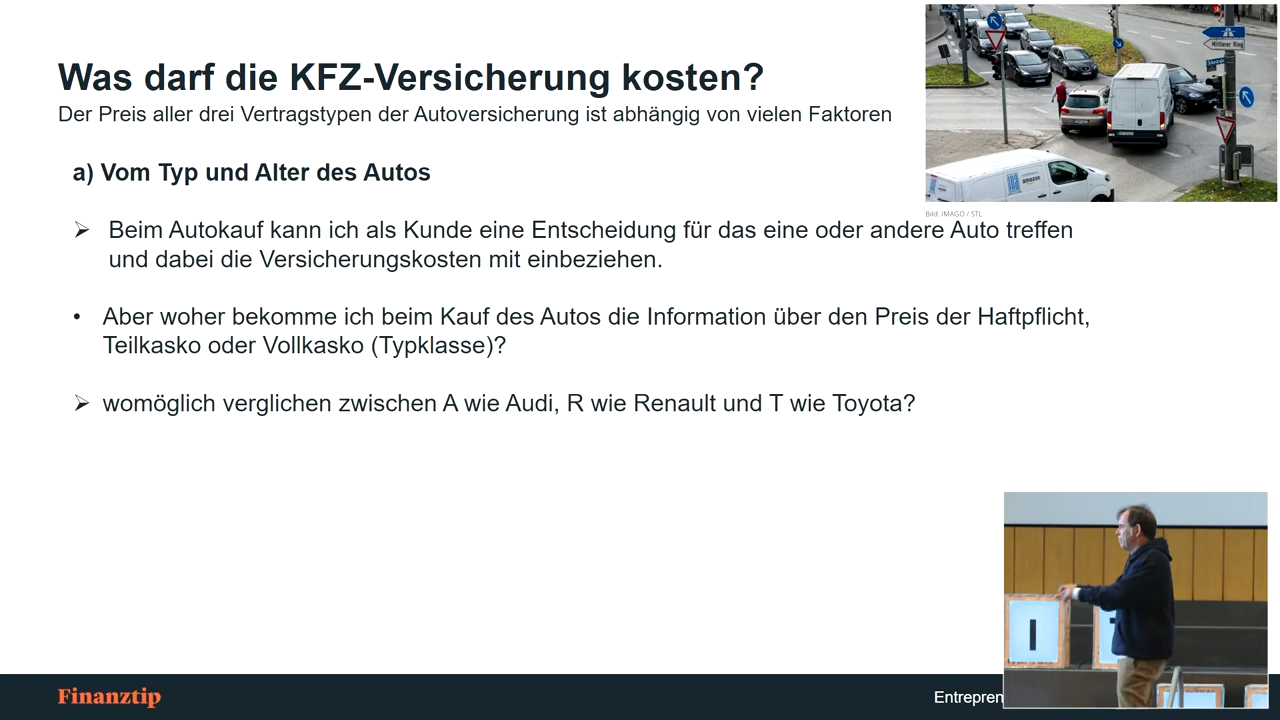 Was darf die KFZ-Versicherung kosten?
Der Preis aller drei Vertragstypen der Autoversicherung ist abhängig von vielen Faktoren
Mittlerer Ring
amazon
Bild: IMAGO / STL
a) Vom Typ und Alter des Autos
➢ Beim Autokauf kann ich als Kunde eine Entscheidung für das eine oder andere Auto treffen
und dabei die Versicherungskosten mit einbeziehen.
• Aber woher bekomme ich beim Kauf des Autos die Information über den Preis der Haftpflicht,
Teilkasko oder Vollkasko (Typklasse)?
➢ womöglich verglichen zwischen A wie Audi, R wie Renault und T wie Toyota?
I
Finanztip
Entrepren